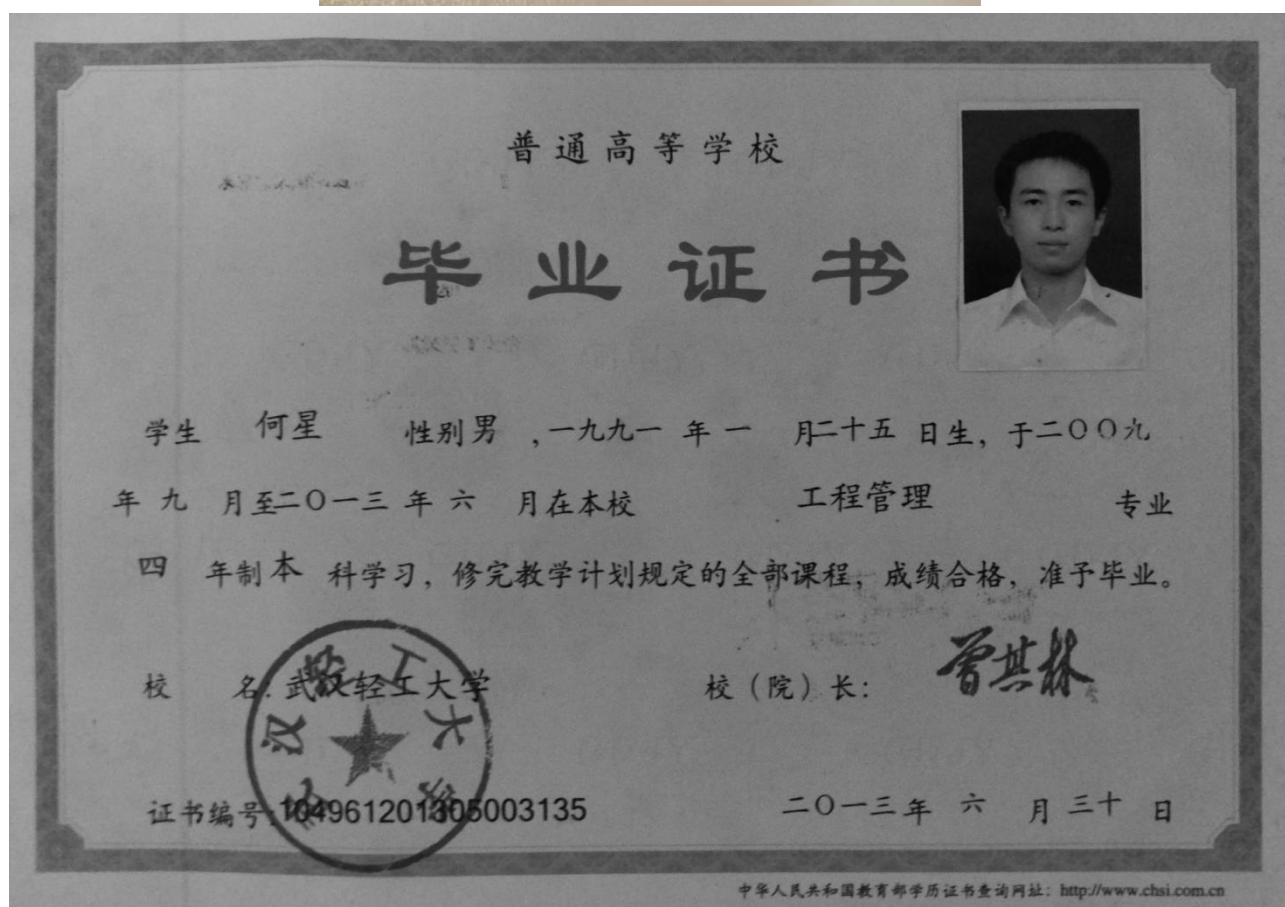 普通高等学校
毕业证书
学生 何星 性别男 ,一九九一 年 一 月二十五 日生, 于二〇〇九
年 九 月至二〇一三 年 六 月在本校 工程管理 专业
四 年制 本 科学习, 修完教学计划规定的全部课程, 成绩合格, 准予毕业。
校 名: 武汉轻工大学 校(院)长: 曾其林
武汉轻工大学
证书编号:104961201305003135 二〇一三年 六 月 三十 日
中华人民共和国教育部学历证书查询网址: http://www.chsi.com.cn